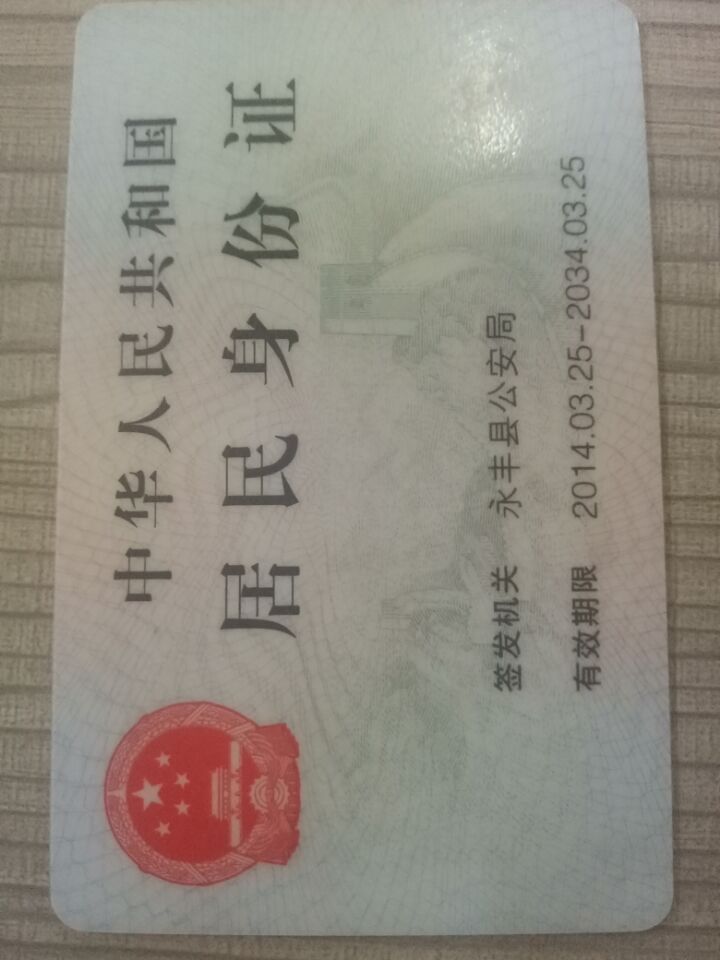 中华人民共和国
居民身份证
签发机关 永丰县公安局
有效期限 2014.03.25-2034.03.25